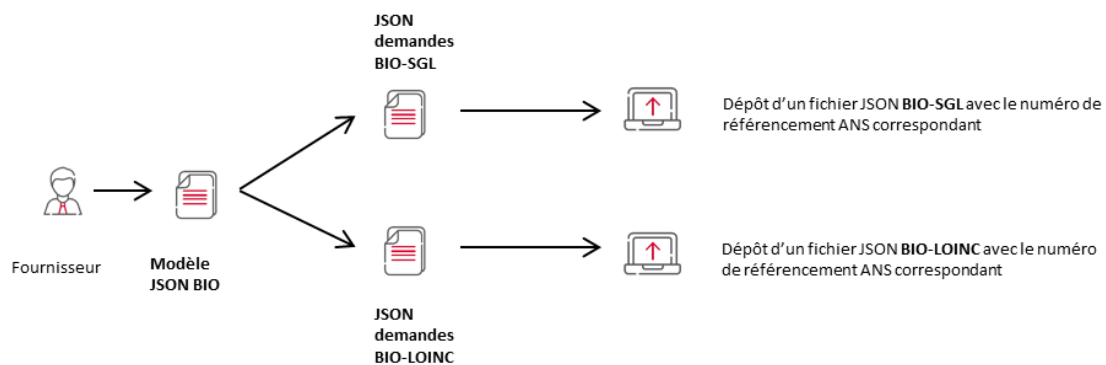 JSON
demandes
BIO-SGL
Dépôt d'un fichier JSON BIO-SGL avec le numéro de
référencement ANS correspondant
Fournisseur
Modèle
JSON BIO
Dépôt d'un fichier JSON BIO-LOINC avec le numéro
de référencement ANS correspondant
JSON
demandes
BIO-LOINC